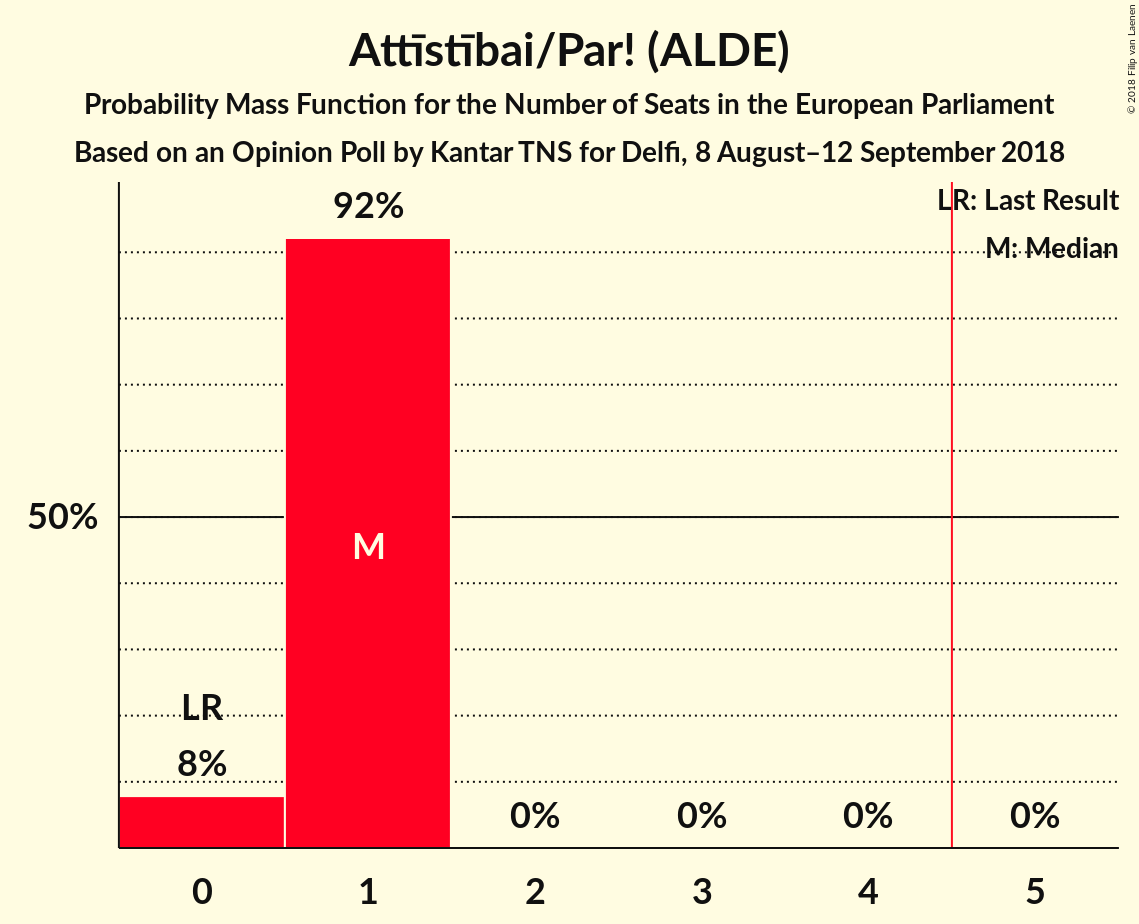 Attīstībai/Par! (ALDE)
Probability Mass Function for the Number of Seats in the European Parliament
Based on an Opinion Poll by Kantar TNS for Delfi, 8 August–12 September 2018
© 2018 Filip van Laenen
LR: Last Result
M: Median
92%
50%
M
LR
8%
0%
0%
0%
0%
0
1
2
3
4
5